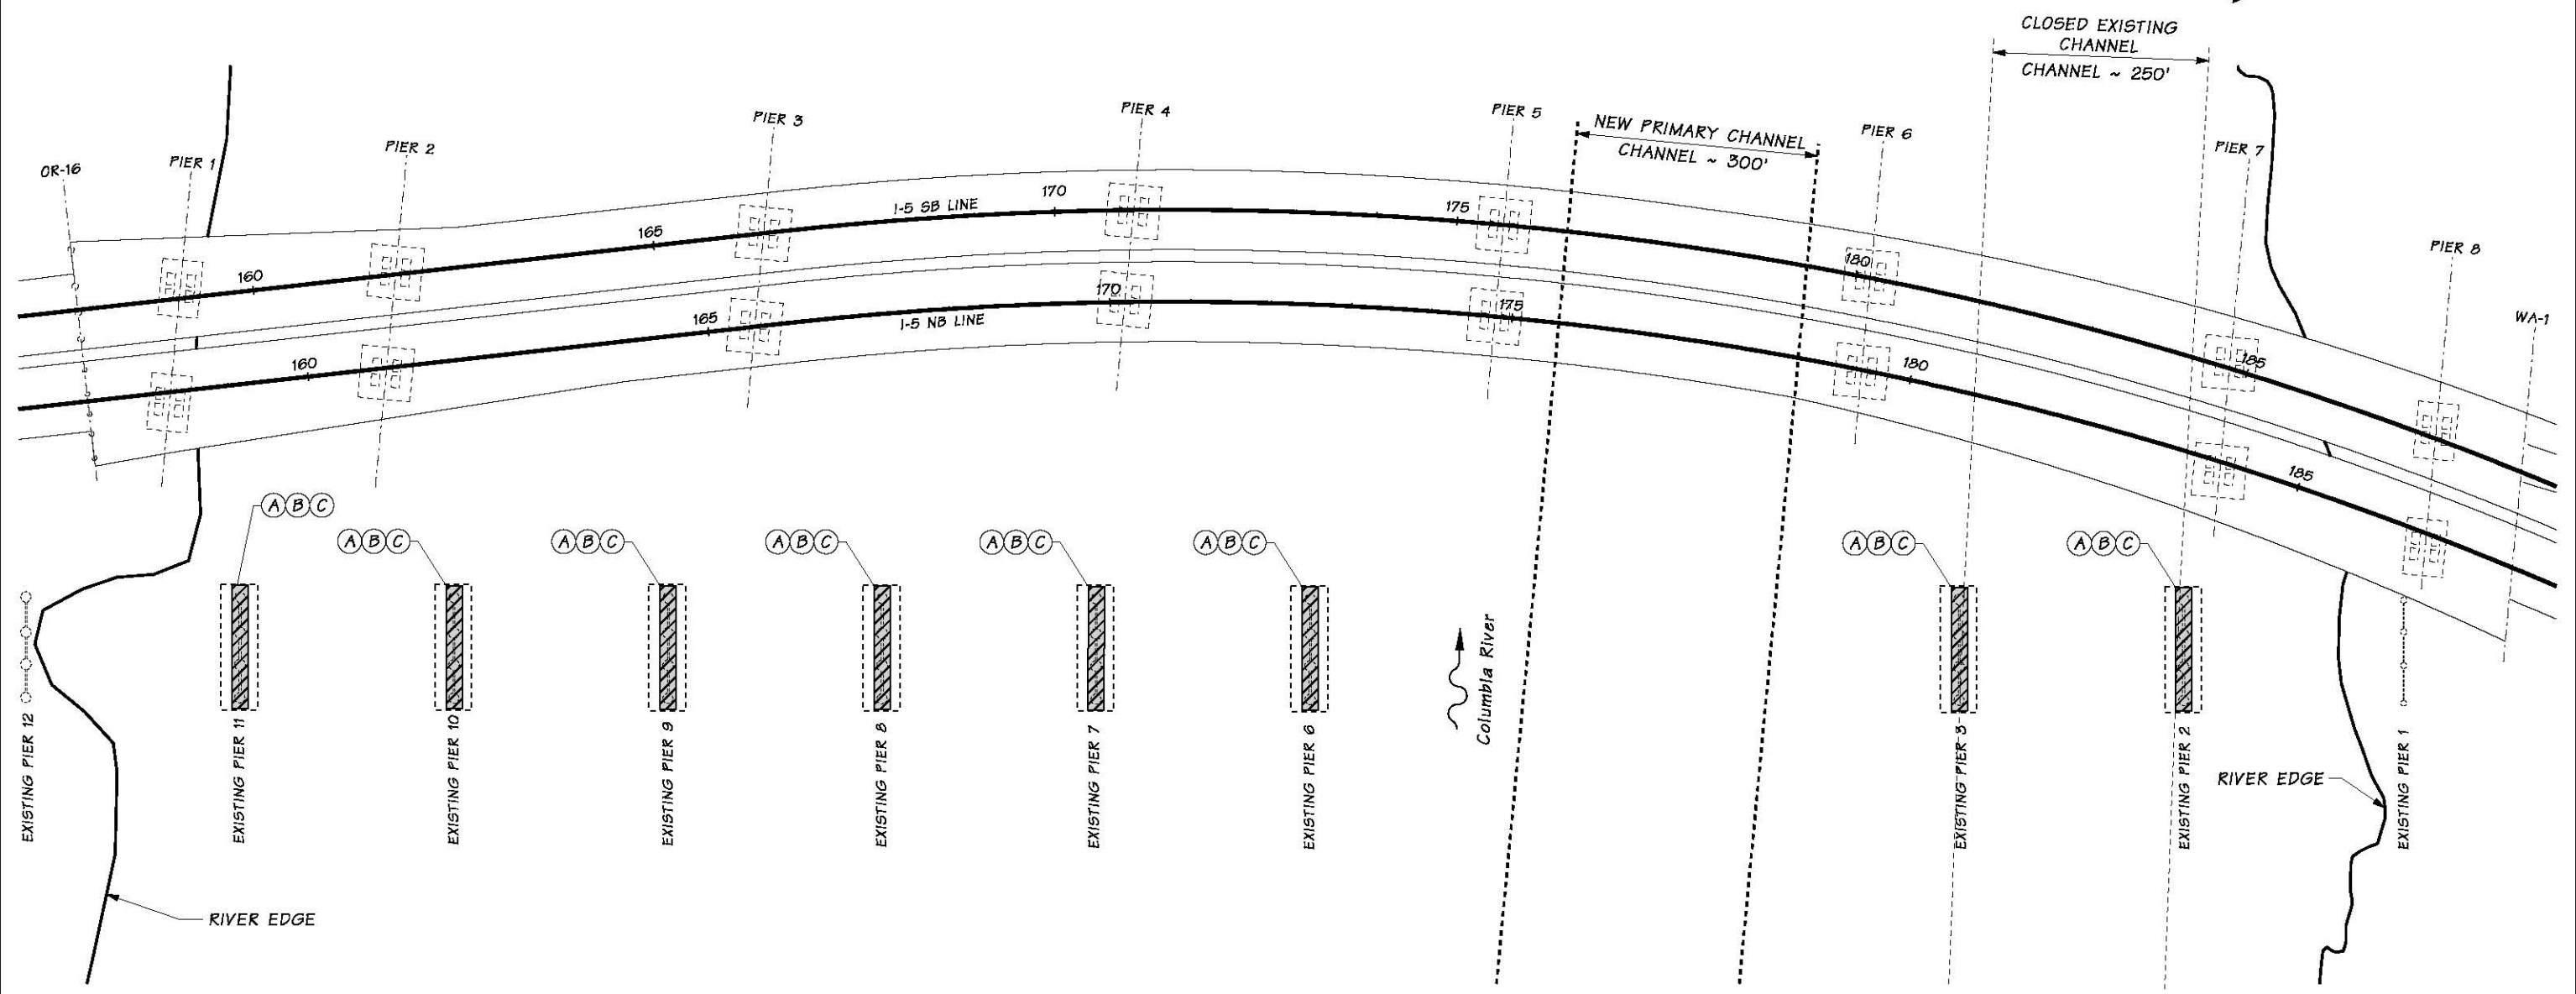 CLOSED EXISTING
CHANNEL
CHANNEL ~ 250'
PIER 4
PIER 5
PIER 3
NEW PRIMARY CHANNEL
CHANNEL ~ 300'
PIER 6
PIER 2
PIER 7
PIER 1
OR-16
PIER 8
WA-1
170
I-5 SB LINE
175
165
160
180
185
170
I-5 NB LINE
175
165
160
180
185
A B C
A B C
A B C
A B C
A B C
A B C
A B C
A B C
Columbia River
EXISTING PIER 12
EXISTING PIER 11
EXISTING PIER 10
EXISTING PIER 9
EXISTING PIER 8
EXISTING PIER 7
EXISTING PIER 6
EXISTING PIER 3
EXISTING PIER 2
EXISTING PIER 1
RIVER EDGE
RIVER EDGE